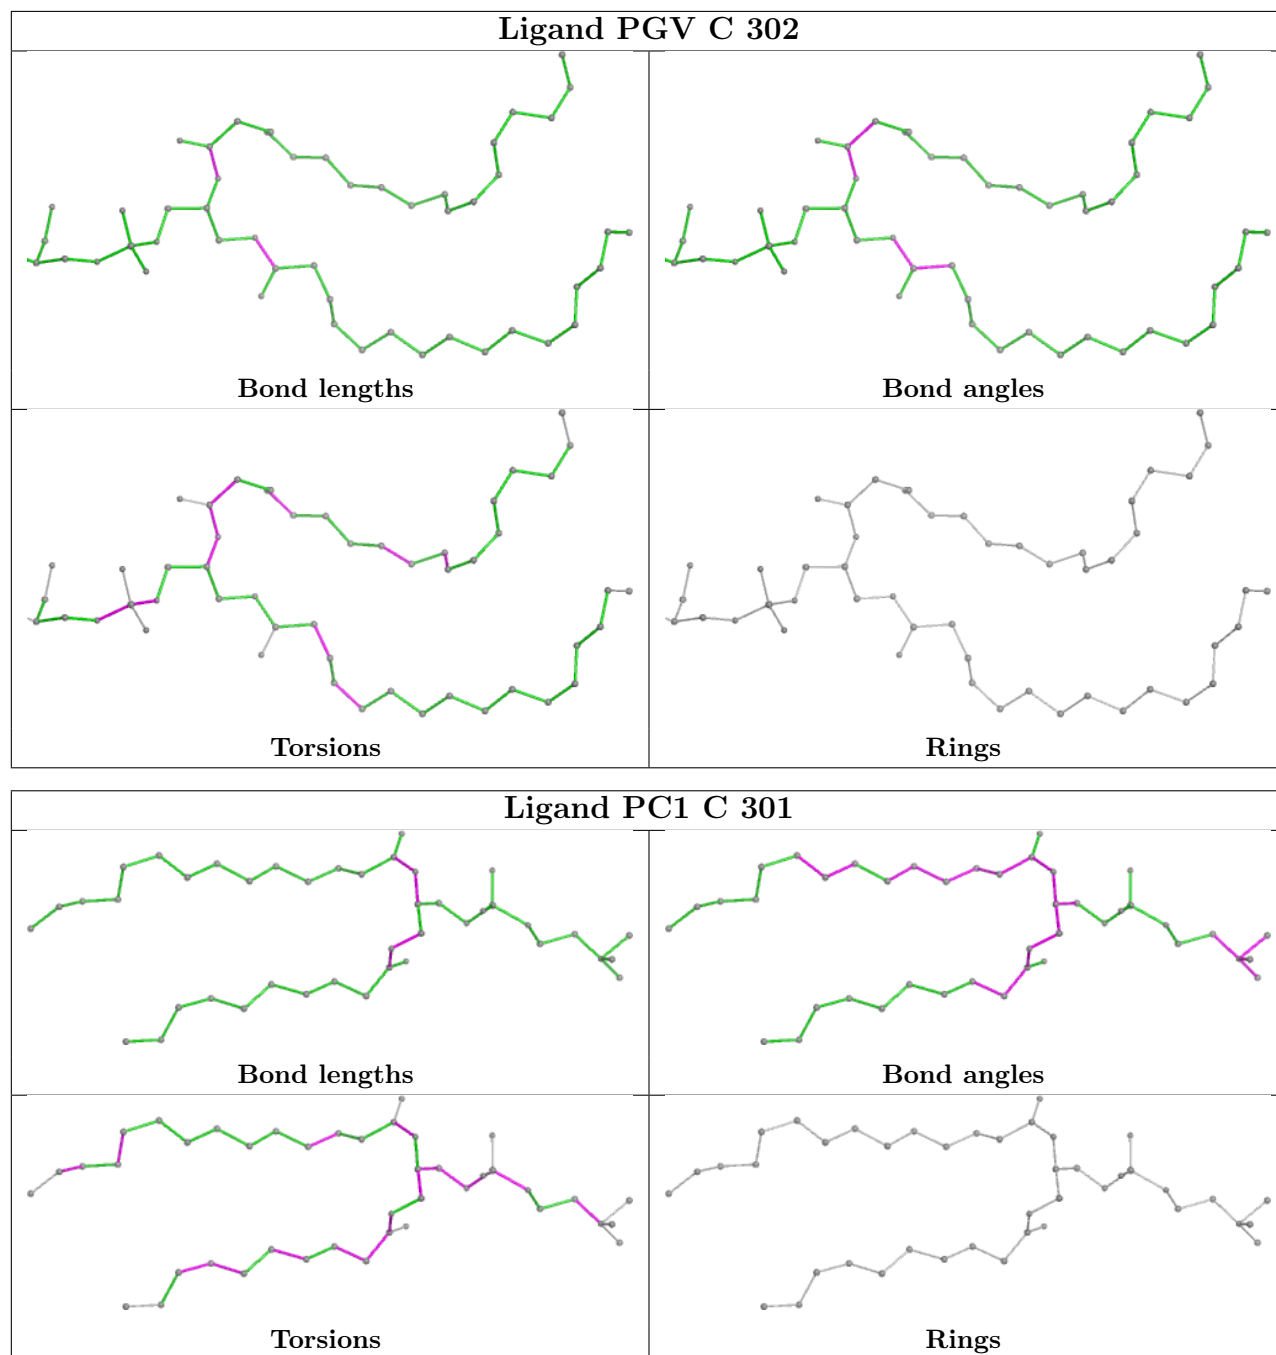 Ligand PGV C 302
Bond lengths
Bond angles
Torsions
Rings
Ligand PC1 C 301
Bond lengths
Bond angles
Torsions
Rings